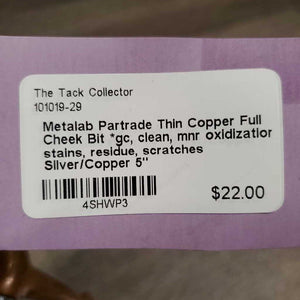 The Tack Collector
101019-29
Metalab Partrade Thin Copper Full
Cheek Bit *gc, clean, mnr oxidization
stains, residue, scratches
Silver/Copper 5"
$22.00
4SHWP3